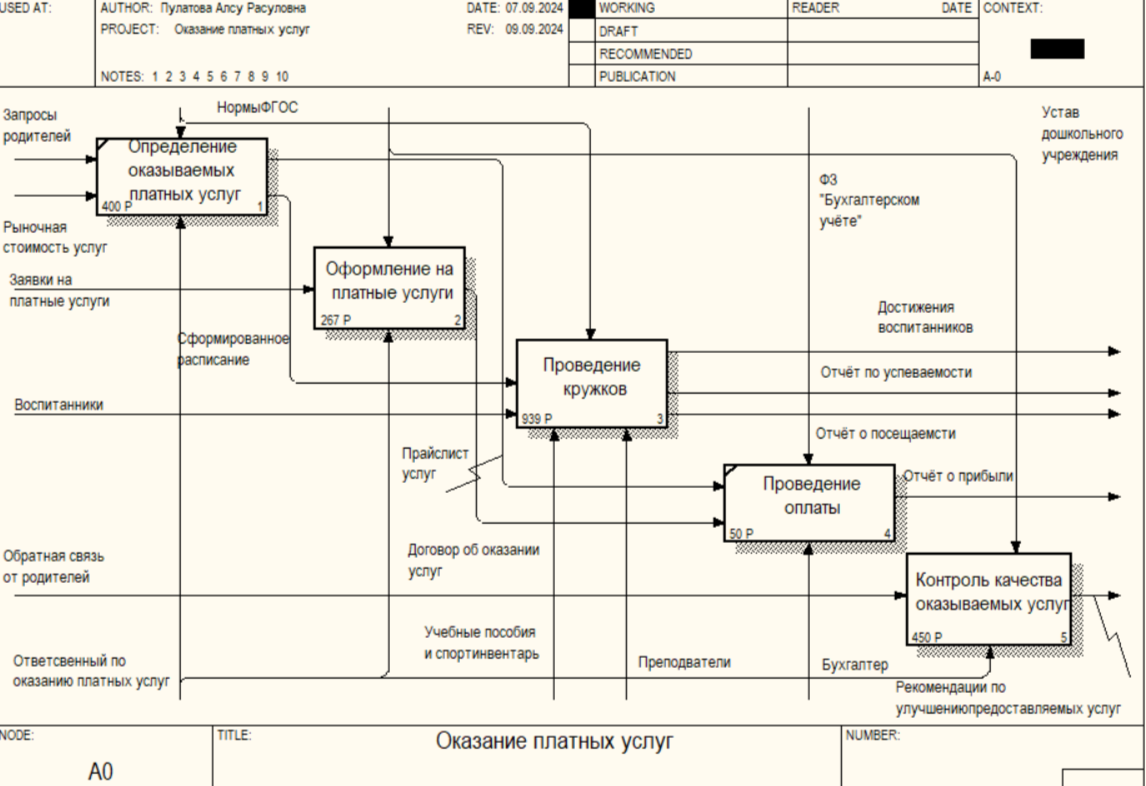 USED AT:
AUTHOR: Пулатова Алсу Расуловна
DATE: 07.09.2024
PROJECT: Оказание платных услуг
REV: 09.09.2024
NOTES: 1 2 3 4 5 6 7 8 9 10
WORKING
DRAFT
RECOMMENDED
PUBLICATION
READER
DATE
CONTEXT:
A-0
Запросы
родителей
НормыФГОС
Устав
дошкольного
учреждения
Определение
оказываемых
платных услуг
400 Р
1
ФЗ
"Бухгалтерском
учёте"
Рыночная
стоимость услуг
Заявки на
платные услуги
Оформление на
платные услуги
267 Р
2
Сформированное
расписание
Достижения
воспитанников
Проведение
кружков
939 Р
3
Отчёт по успеваемости
Воспитанники
Отчёт о посещаемсти
Прайслист
услуг
Проведение
оплаты
50 Р
4
Отчёт о прибыли
Договор об оказании
услуг
Обратная связь
от родителей
Контроль качества
оказываемых услуг
450 Р
5
Учебные пособия
и спортинвентарь
Преподватели
Бухгалтер
Ответсвенный по
оказанию платных услуг
Рекомендации по
улучшениюпредоставляемых услуг
NODE:
A0
TITLE:
Оказание платных услуг
NUMBER: